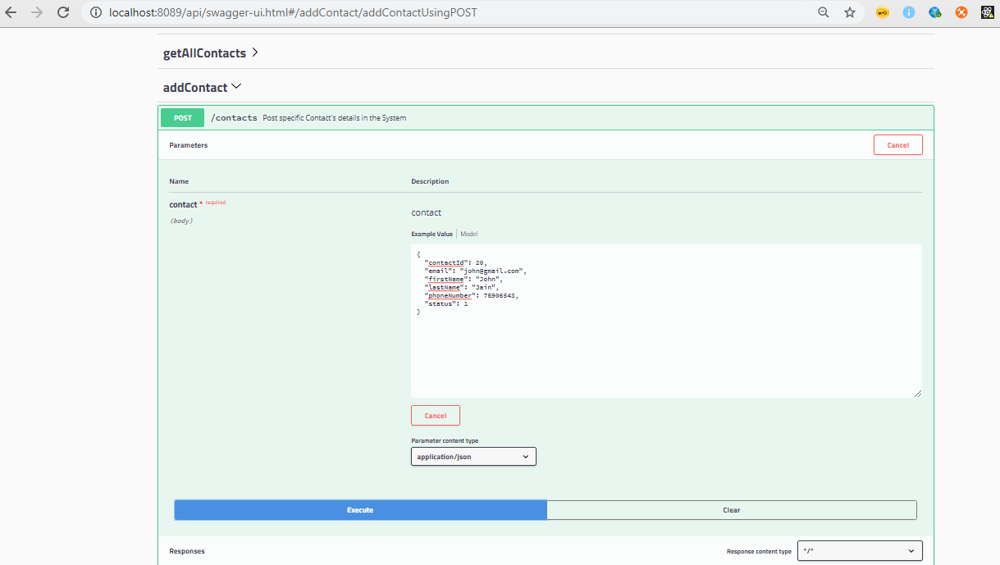 localhost:8089/api/swagger-ui.html#/addContact/addContactUsingPOST
getAllContacts
addContact
POST /contacts Post specific Contact's details in the System
Parameters Cancel
Name Description
contact * required
(body)
contact
Example Value Model
{
"contactId": 20,
"email": "john@gmail.com",
"firstName": "John",
"lastName": "Jain",
"phoneNumber": 78906543,
"status": 1
}
Cancel
Parameter content type
application/json
Execute Clear
Responses Response content type */*